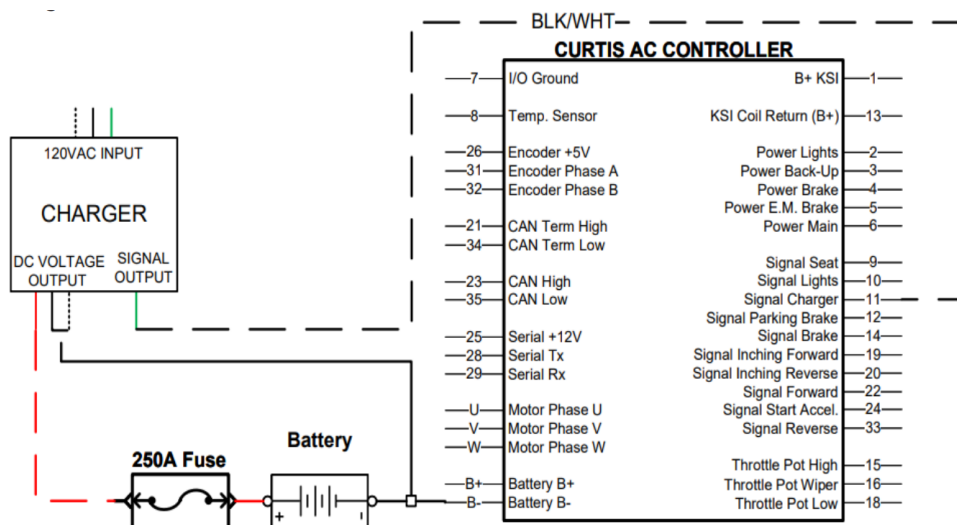 BLK/WHT
CURTIS AC CONTROLLER
7 I/O Ground
B+ KSI 1
8 Temp. Sensor
KSI Coil Return (B+) 13
26 Encoder +5V
Power Lights 2
31 Encoder Phase A
Power Back-Up 3
32 Encoder Phase B
Power Brake 4
Power E.M. Brake 5
21 CAN Term High
Power Main 6
34 CAN Term Low
Signal Seat 9
23 CAN High
Signal Lights 10
35 CAN Low
Signal Charger 11
Signal Parking Brake 12
25 Serial +12V
Signal Brake 14
28 Serial Tx
Signal Inching Forward 19
29 Serial Rx
Signal Inching Reverse 20
Signal Forward 22
U Motor Phase U
Signal Start Accel. 24
V Motor Phase V
Signal Reverse 33
W Motor Phase W
Throttle Pot High 15
B+ Battery B+
Throttle Pot Wiper 16
B- Battery B-
Throttle Pot Low 18
120VAC INPUT
CHARGER
DC VOLTAGE
OUTPUT
SIGNAL
OUTPUT
250A Fuse
Battery
+
-